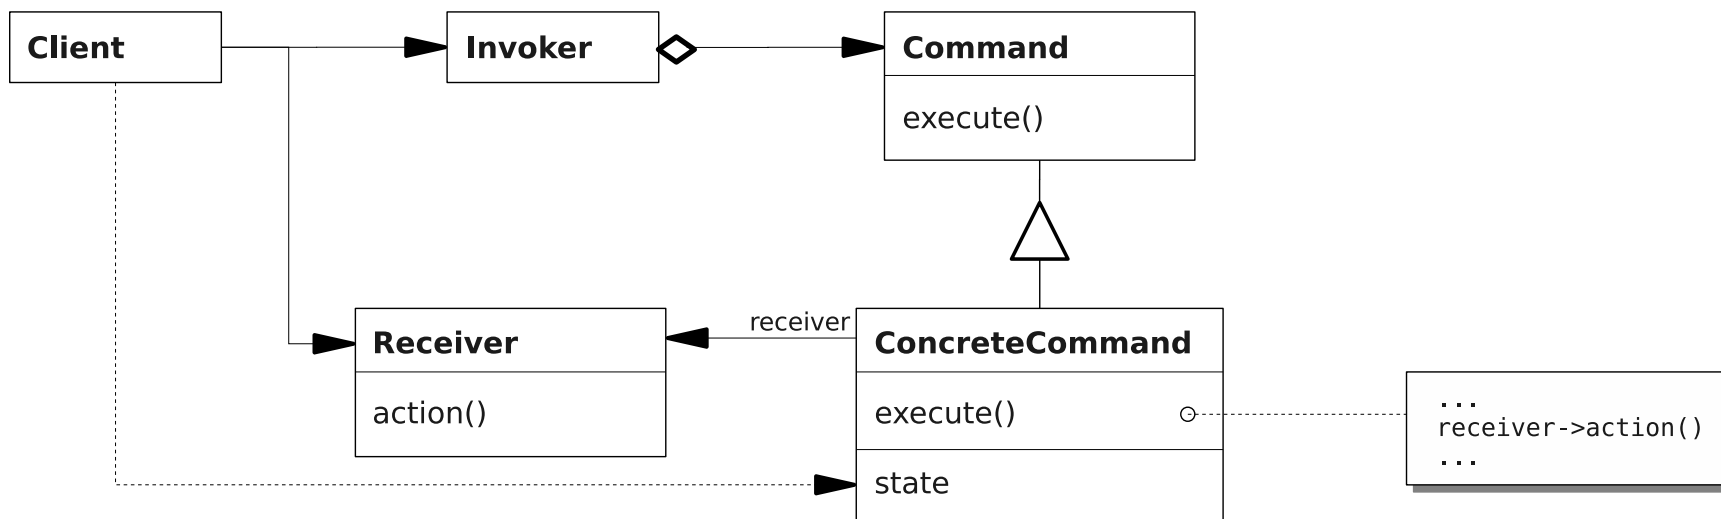 Client
Invoker
Command
execute()
receiver
Receiver
action()
ConcreteCommand
execute()
state
...
receiver->action()
...